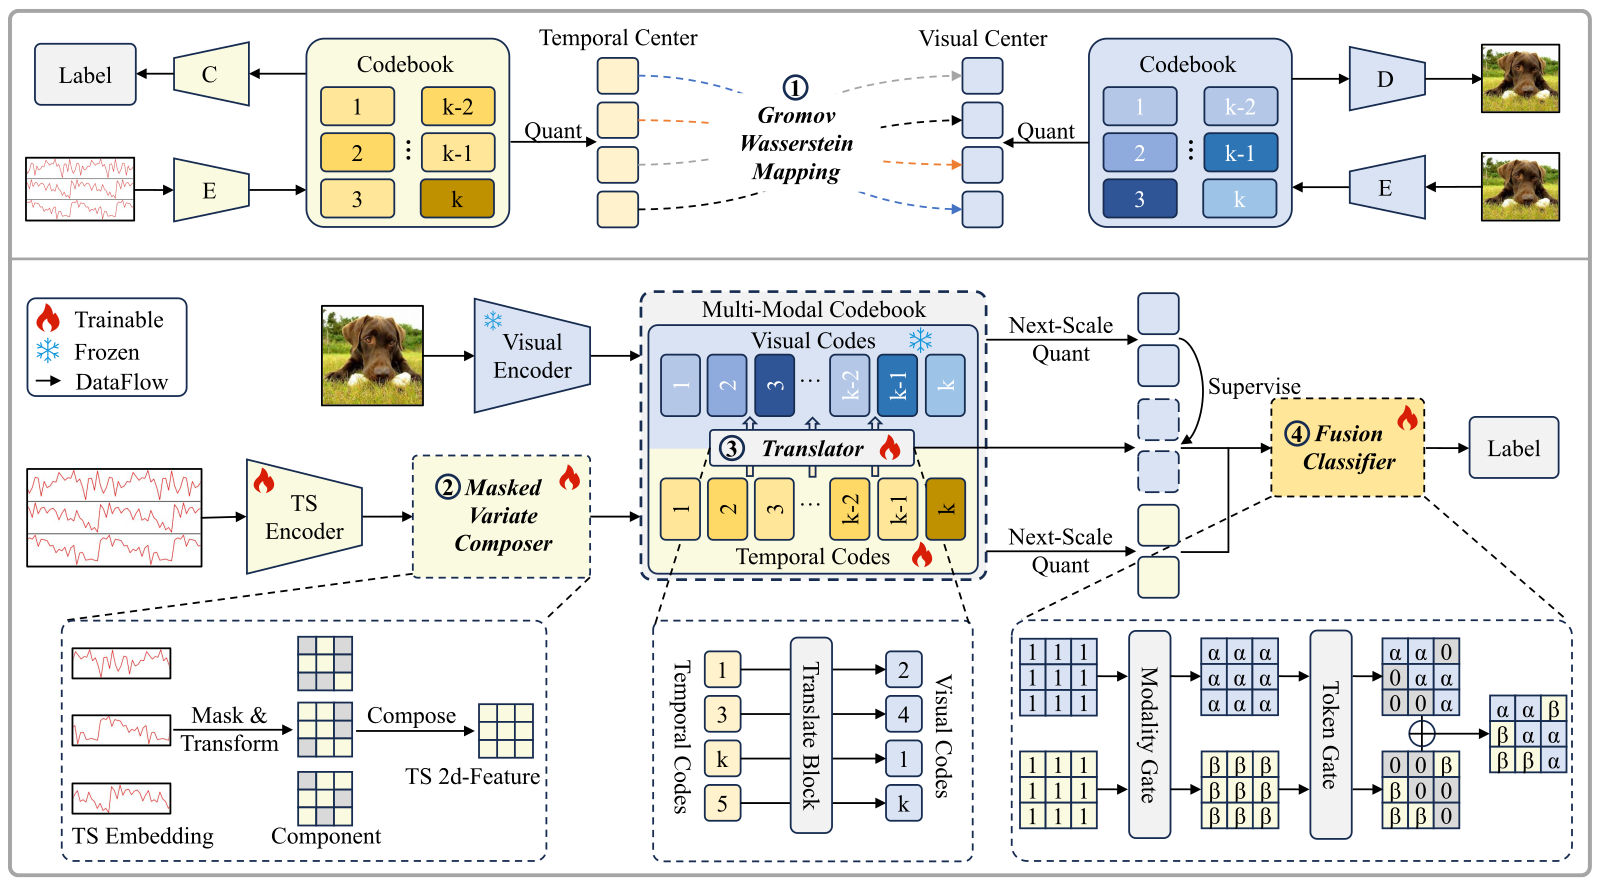 Label
C
E
Codebook
1
k-2
2
⋮
k-1
3
k
Quant
Temporal Center
1
Gromov
Wasserstein
Mapping
Visual Center
Quant
Codebook
1
k-2
2
⋮
k-1
3
k
D
E
Trainable
Frozen
DataFlow
Visual
Encoder
TS
Encoder
2 Masked
Variate
Composer
Multi-Modal Codebook
Visual Codes
1 2 3 ··· k-2 k-1 k
3 Translator
1 2 3 ··· k-2 k-1 k
Temporal Codes
Next-Scale
Quant
Supervise
Next-Scale
Quant
4 Fusion
Classifier
Label
Mask &
Transform
Compose
TS 2d-Feature
TS Embedding
Component
Temporal Codes
1
3
k
5
Translate Block
2
4
1
k
Visual Codes
1 1 1
1 1 1
1 1 1
1 1 1
1 1 1
1 1 1
Modality Gate
α α α
α α α
α α α
β β β
β β β
β β β
Token Gate
α α 0
0 α α
0 0 α
0 0 β
β 0 0
β β 0
α α β
β α α
β β α